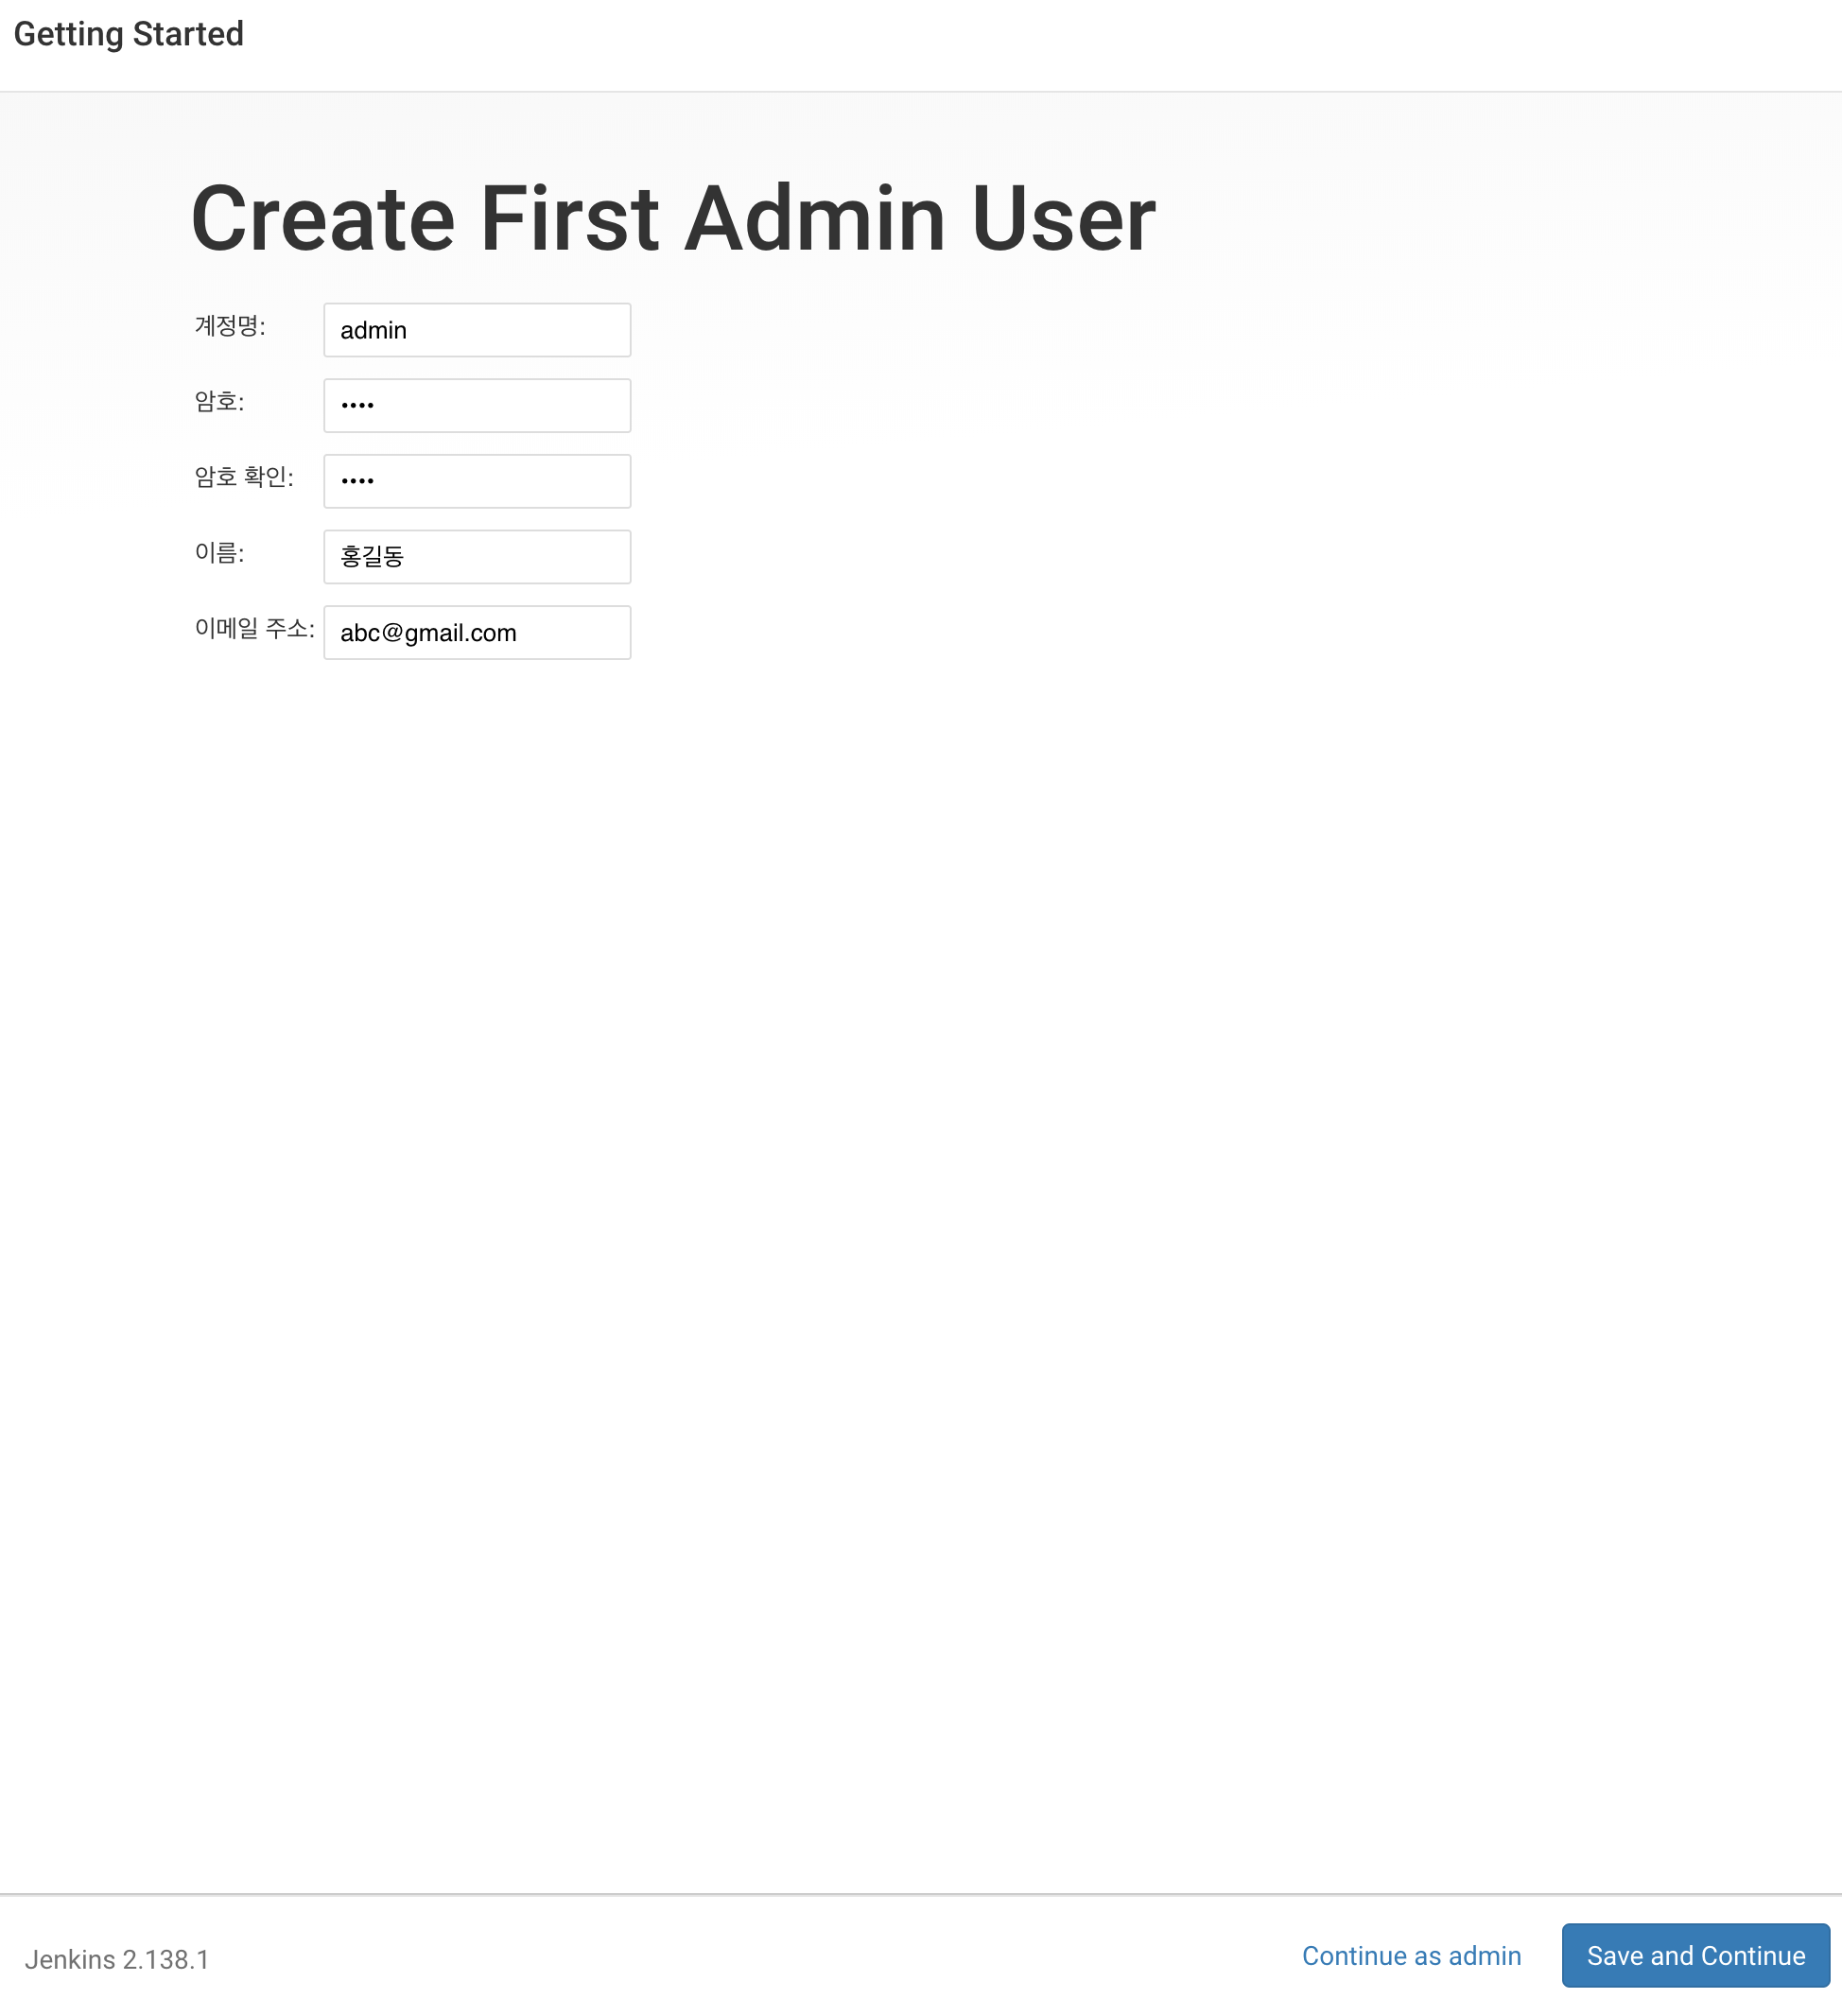 Getting Started
Create First Admin User
계정명: admin
암호: ••••
암호 확인: ••••
이름: 홍길동
이메일 주소: abc@gmail.com
Jenkins 2.138.1 Continue as admin Save and Continue